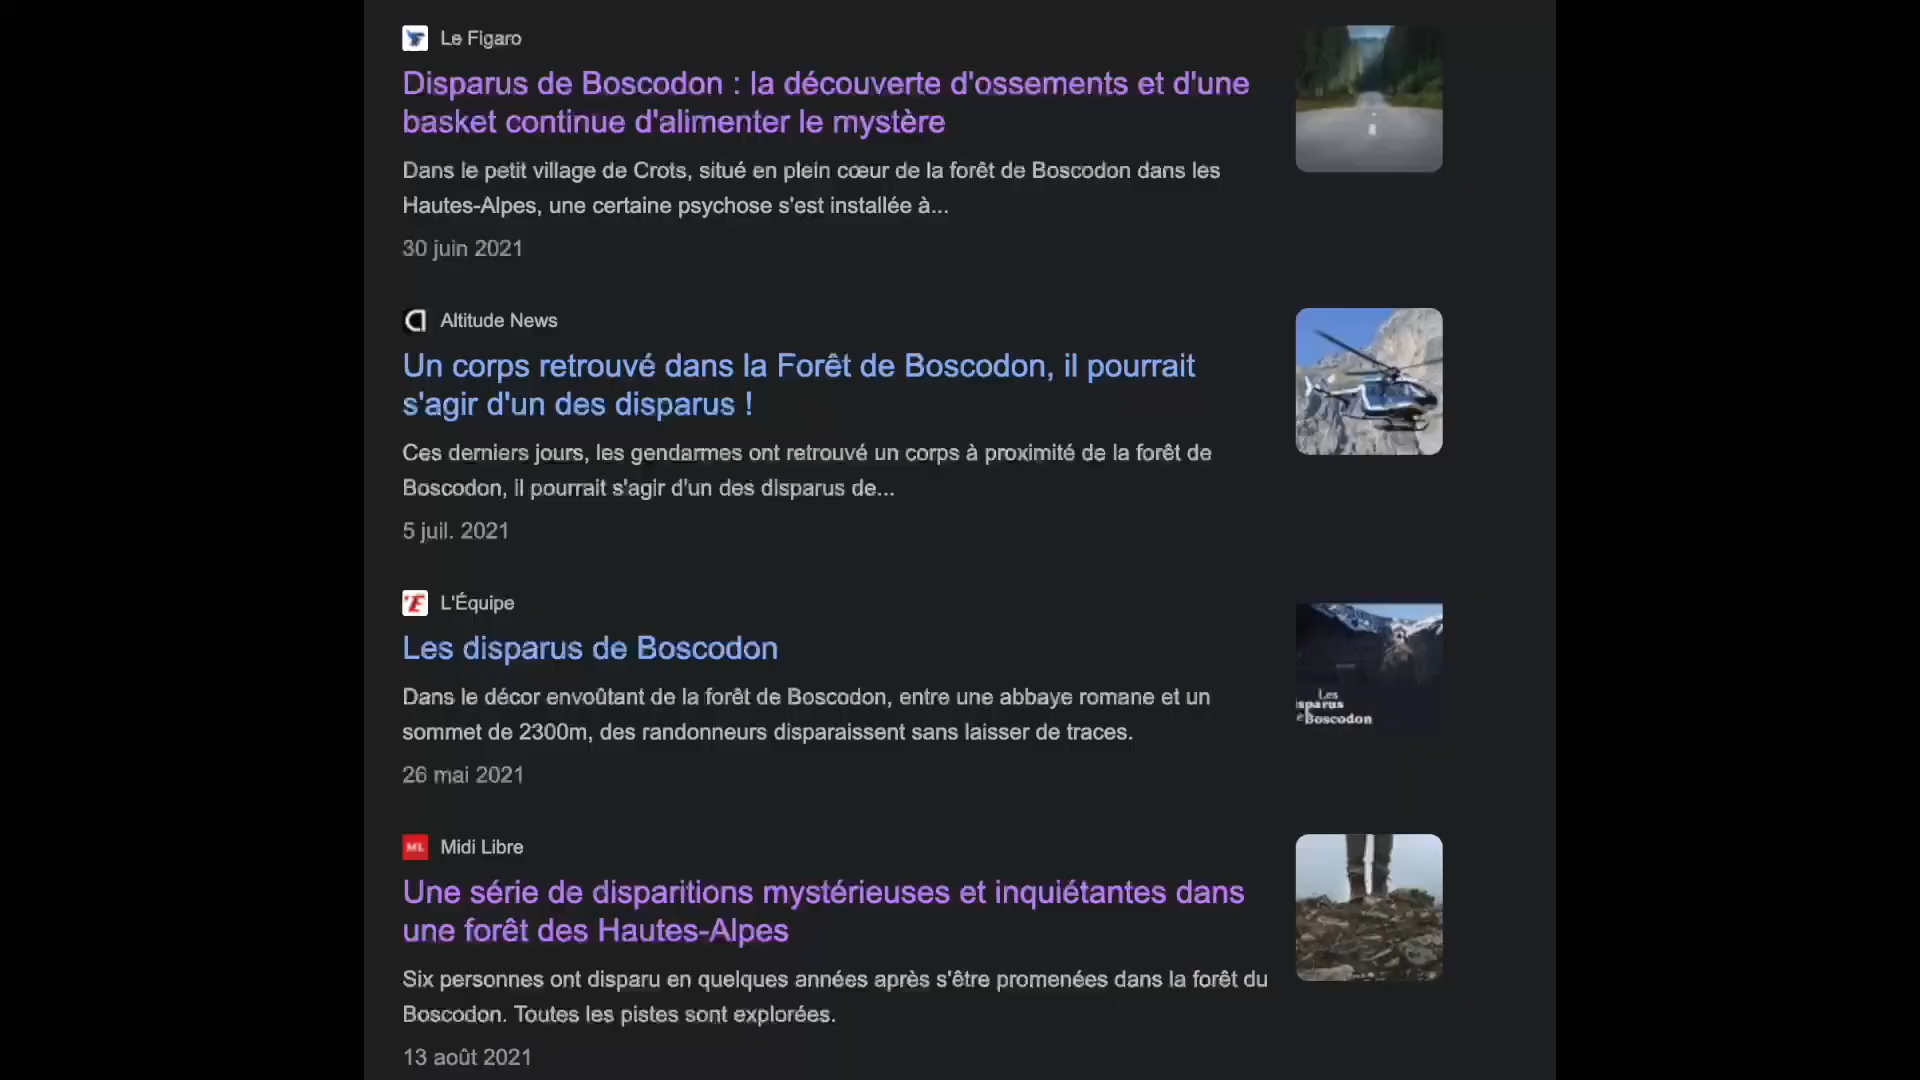 Le Figaro
Disparus de Boscodon : la découverte d'ossements et d'une
basket continue d'alimenter le mystère
Dans le petit village de Crots, situé en plein cœur de la forêt de Boscodon dans les
Hautes-Alpes, une certaine psychose s'est installée à...
30 juin 2021
Altitude News
Un corps retrouvé dans la Forêt de Boscodon, il pourrait
s'agir d'un des disparus !
Ces derniers jours, les gendarmes ont retrouvé un corps à proximité de la forêt de
Boscodon, il pourrait s'agir d'un des disparus de...
5 juil. 2021
L'Équipe
Les disparus de Boscodon
Dans le décor envoûtant de la forêt de Boscodon, entre une abbaye romane et un
sommet de 2300m, des randonneurs disparaissent sans laisser de traces.
26 mai 2021
Les
isparus
e Boscodon
ML Midi Libre
Une série de disparitions mystérieuses et inquiétantes dans
une forêt des Hautes-Alpes
Six personnes ont disparu en quelques années après s'être promenées dans la forêt du
Boscodon. Toutes les pistes sont explorées.
13 août 2021